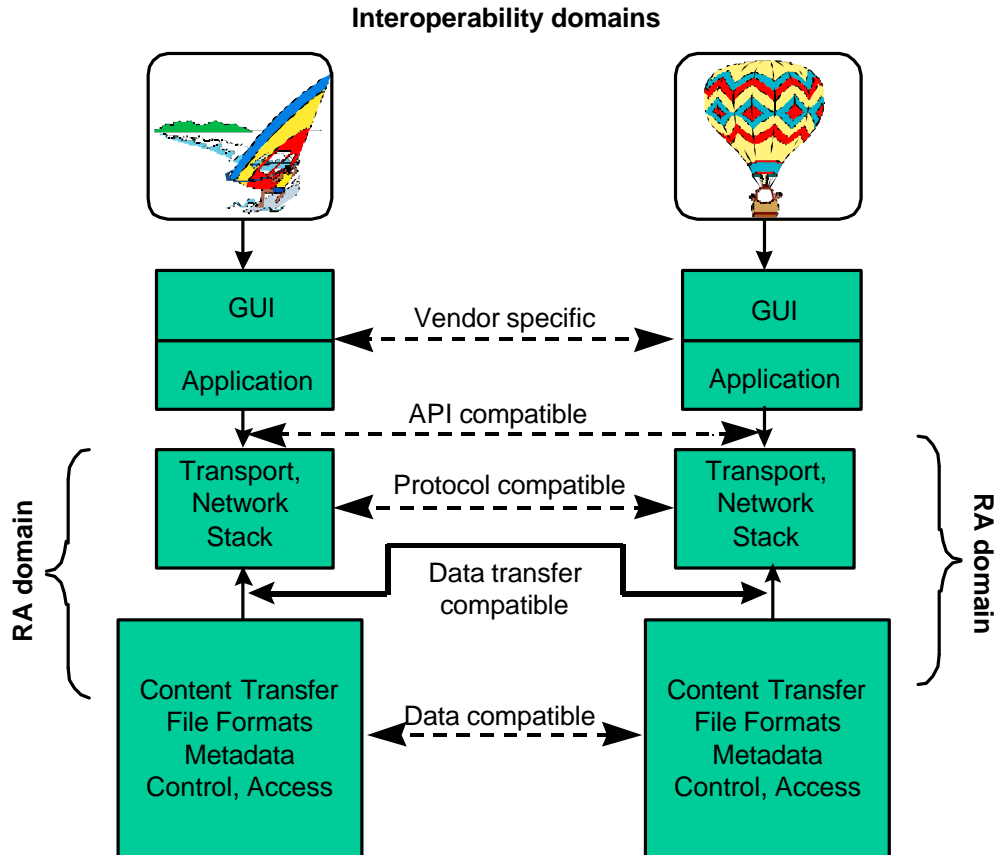 Interoperability domains
GUI
Application
Vendor specific
GUI
Application
API compatible
RA domain
Transport,
Network
Stack
Protocol compatible
Transport,
Network
Stack
RA domain
Data transfer
compatible
Content Transfer
File Formats
Metadata
Control, Access
Data compatible
Content Transfer
File Formats
Metadata
Control, Access